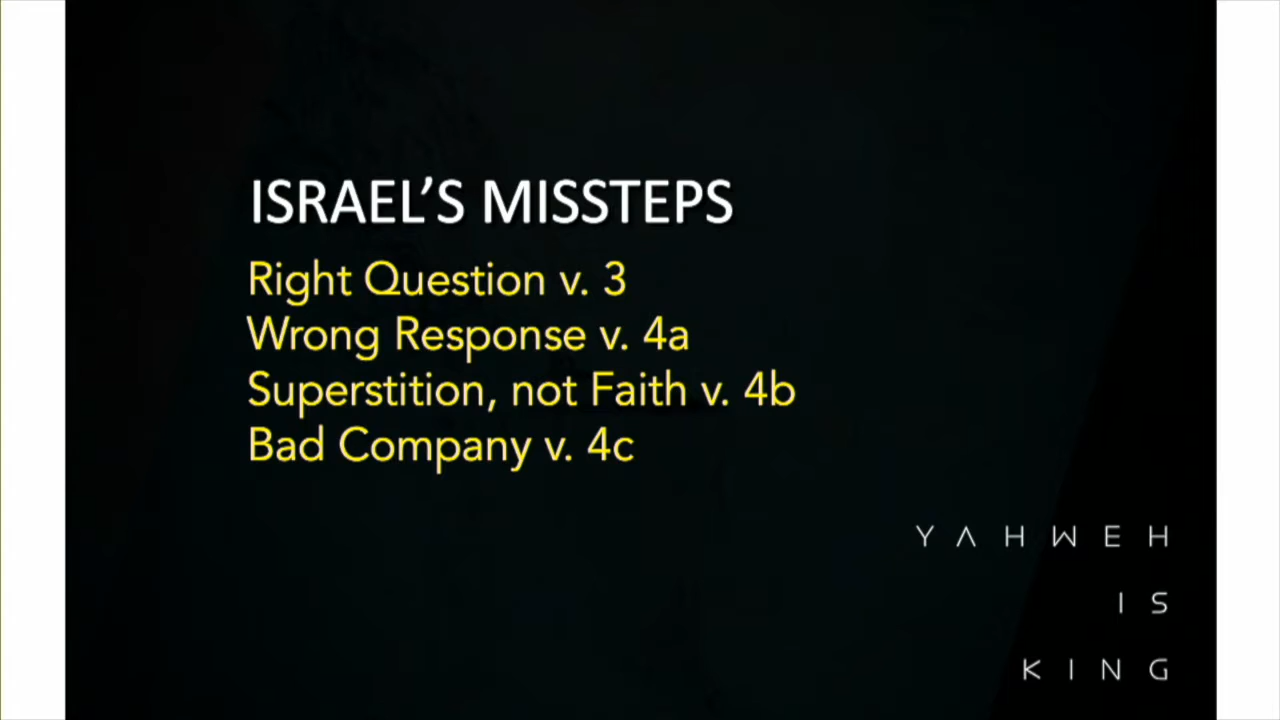 ISRAEL’S MISSTEPS
Right Question v. 3
Wrong Response v. 4a
Superstition, not Faith v. 4b
Bad Company v. 4c
YAHWEH
IS
KING